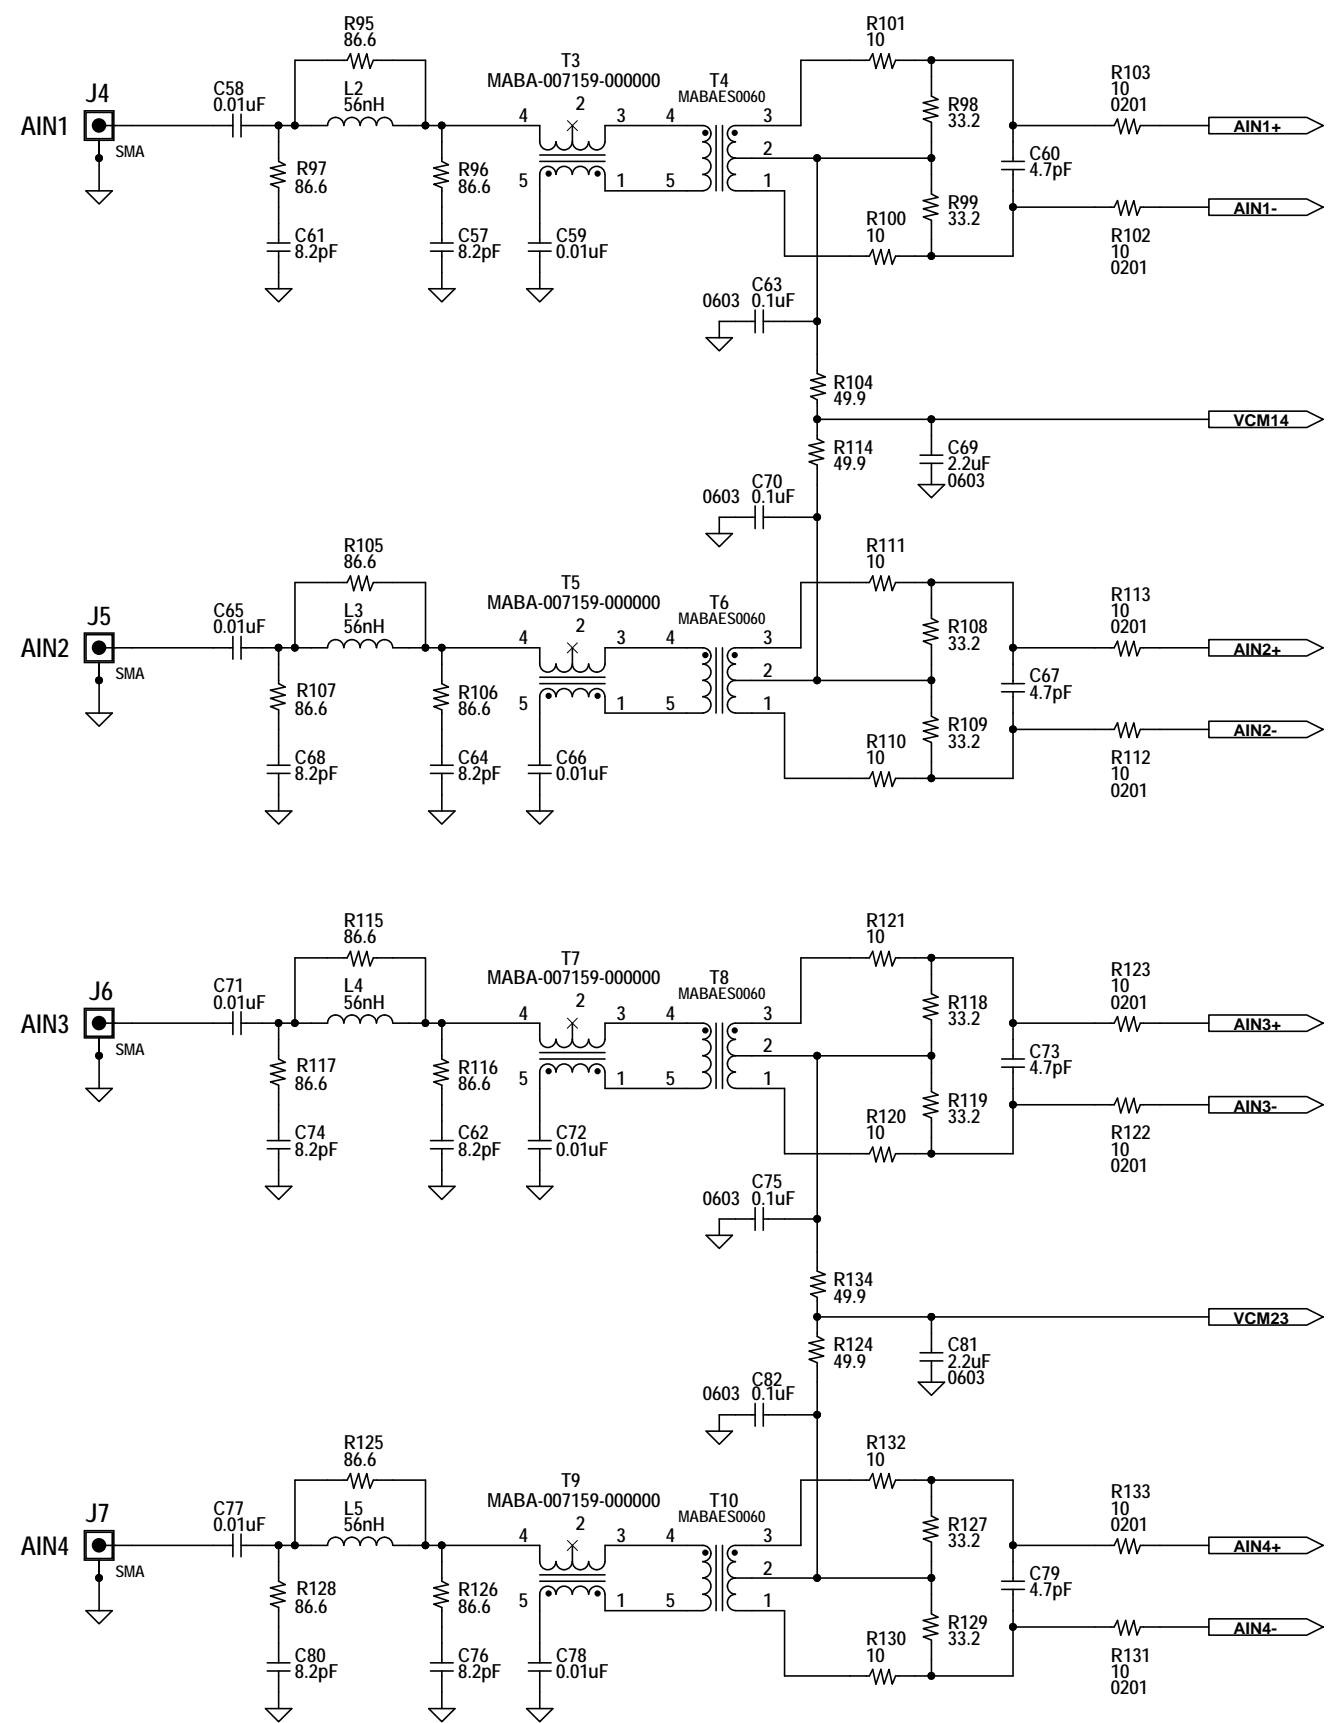 R95
86.6
R101
10
T3
MABA-007159-000000
T4
MABAES0060
R103
10
0201
C58
0.01uF
L2
56nH
J4
AIN1
SMA
4
2
3
4
3
R98
33.2
AIN1+
R97
86.6
R96
86.6
5
1
5
2
1
C60
4.7pF
R99
33.2
AIN1-
C61
8.2pF
C57
8.2pF
C59
0.01uF
R100
10
R102
10
0201
0603
C63
0.1uF
R104
49.9
VCM14
R114
49.9
C69
2.2uF
0603
0603
C70
0.1uF
R105
86.6
R111
10
T5
MABA-007159-000000
T6
MABAES0060
R113
10
0201
C65
0.01uF
L3
56nH
J5
AIN2
SMA
4
2
3
4
3
R108
33.2
AIN2+
R107
86.6
R106
86.6
5
1
5
2
1
C67
4.7pF
R109
33.2
AIN2-
C68
8.2pF
C64
8.2pF
C66
0.01uF
R110
10
R112
10
0201
R115
86.6
R121
10
T7
MABA-007159-000000
T8
MABAES0060
R123
10
0201
C71
0.01uF
L4
56nH
J6
AIN3
SMA
4
2
3
4
3
R118
33.2
AIN3+
R117
86.6
R116
86.6
5
1
5
2
1
C73
4.7pF
R119
33.2
AIN3-
C74
8.2pF
C62
8.2pF
C72
0.01uF
R120
10
R122
10
0201
0603
C75
0.1uF
R134
49.9
VCM23
R124
49.9
C81
2.2uF
0603
0603
C82
0.1uF
R125
86.6
R132
10
T9
MABA-007159-000000
T10
MABAES0060
R133
10
0201
C77
0.01uF
L5
56nH
J7
AIN4
SMA
4
2
3
4
3
R127
33.2
AIN4+
R128
86.6
R126
86.6
5
1
5
2
1
C79
4.7pF
R129
33.2
AIN4-
C80
8.2pF
C76
8.2pF
C78
0.01uF
R130
10
R131
10
0201